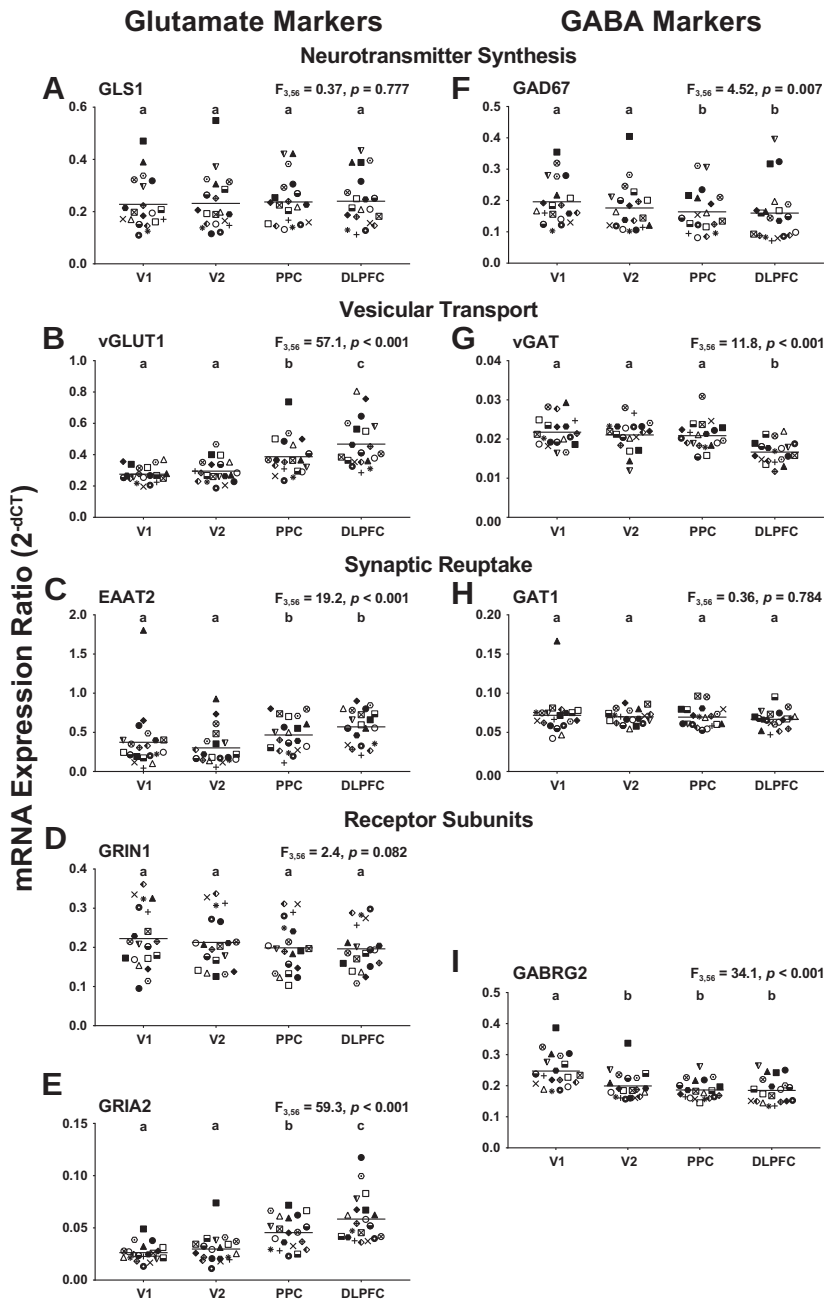 Glutamate Markers
GABA Markers
Neurotransmitter Synthesis
A
GLS1
F3,56 = 0.37, p = 0.777
a a a a
0.6
0.4
0.2
0.0
V1 V2 PPC DLPFC
F
GAD67
F3,56 = 4.52, p = 0.007
a a b b
0.5
0.4
0.3
0.2
0.1
0.0
V1 V2 PPC DLPFC
Vesicular Transport
B
vGLUT1
F3,56 = 57.1, p < 0.001
a a b c
1.0
0.8
0.6
0.4
0.2
0.0
V1 V2 PPC DLPFC
G
vGAT
F3,56 = 11.8, p < 0.001
a a a b
0.04
0.03
0.02
0.01
0.00
V1 V2 PPC DLPFC
mRNA Expression Ratio (2-dCT)
Synaptic Reuptake
C
EAAT2
F3,56 = 19.2, p < 0.001
a a b b
2.0
1.5
1.0
0.5
0.0
V1 V2 PPC DLPFC
H
GAT1
F3,56 = 0.36, p = 0.784
a a a a
0.20
0.15
0.10
0.05
0.00
V1 V2 PPC DLPFC
Receptor Subunits
D
GRIN1
F3,56 = 2.4, p = 0.082
a a a a
0.4
0.3
0.2
0.1
0.0
V1 V2 PPC DLPFC
I
GABRG2
F3,56 = 34.1, p < 0.001
a b b b
0.5
0.4
0.3
0.2
0.1
0.0
V1 V2 PPC DLPFC
E
GRIA2
F3,56 = 59.3, p < 0.001
a a b c
0.15
0.10
0.05
0.00
V1 V2 PPC DLPFC